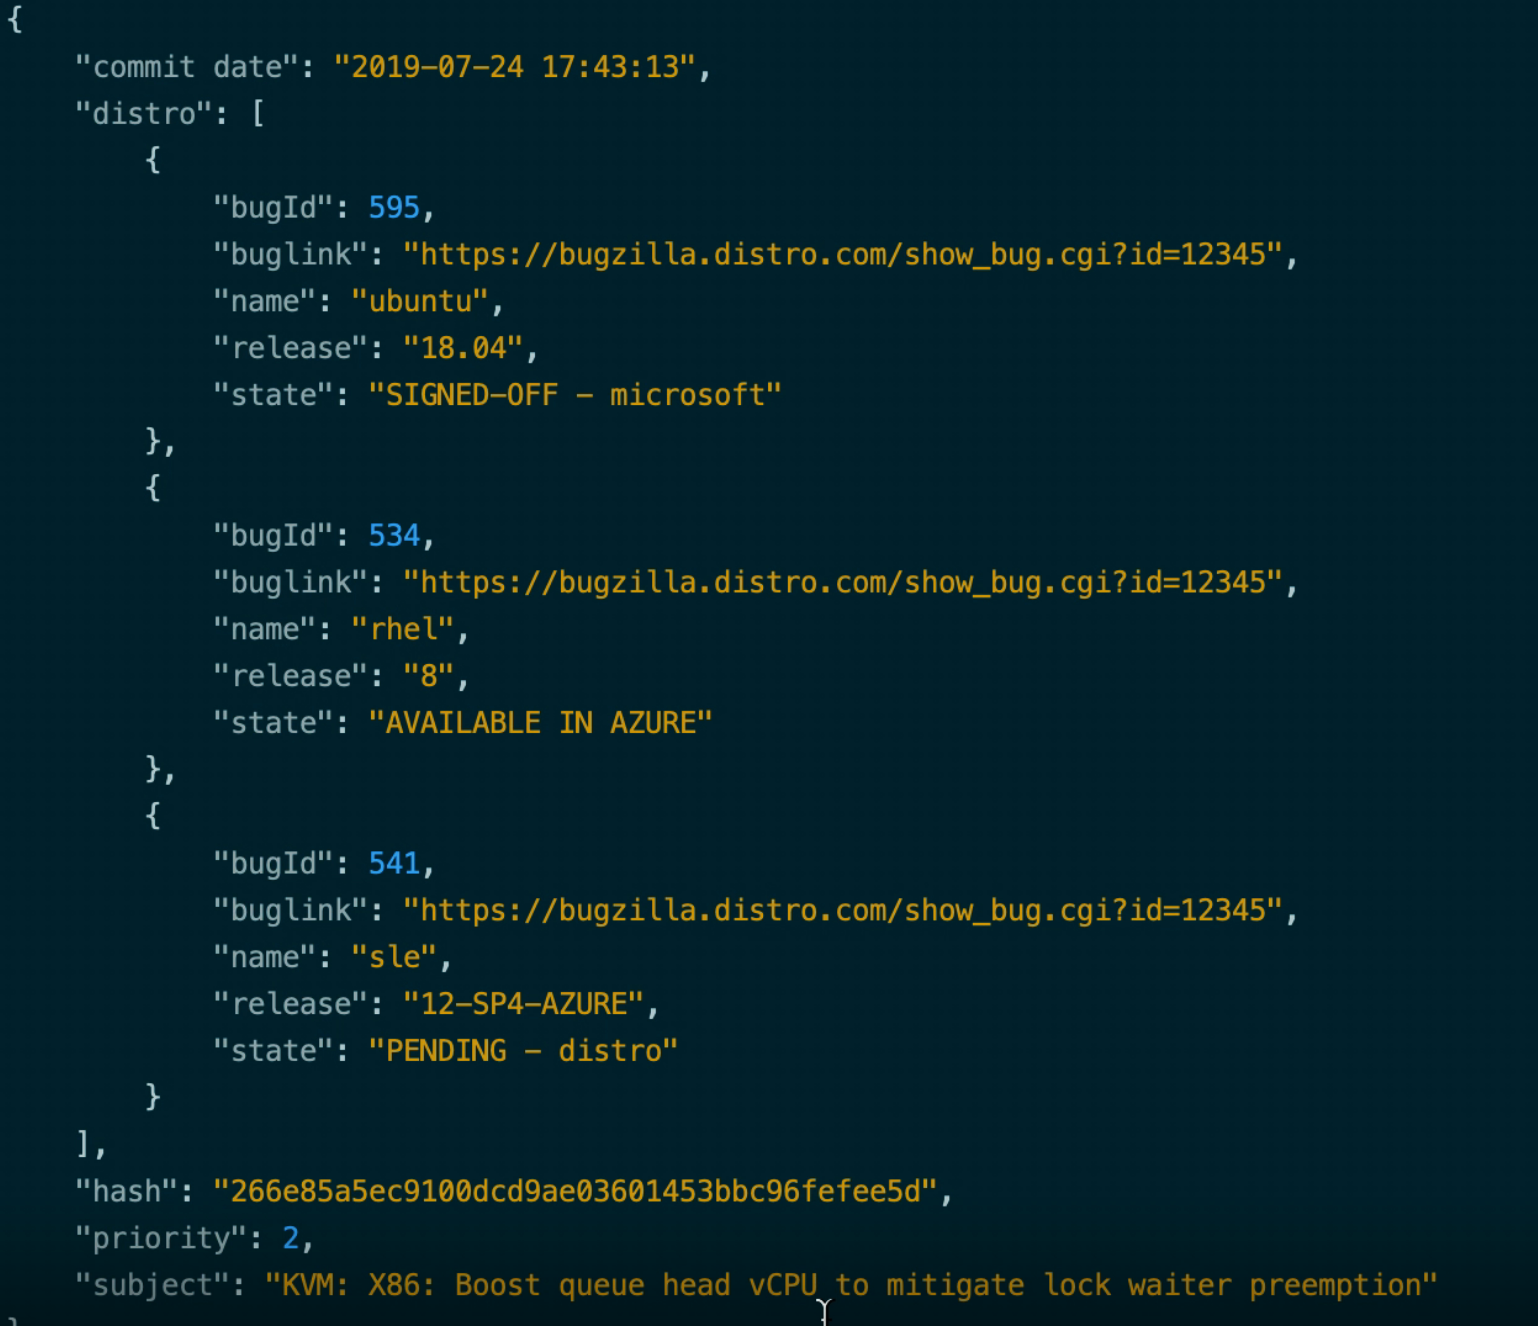 {
    "commit date": "2019-07-24 17:43:13",
    "distro": [
        {
            "bugId": 595,
            "buglink": "https://bugzilla.distro.com/show_bug.cgi?id=12345",
            "name": "ubuntu",
            "release": "18.04",
            "state": "SIGNED-OFF - microsoft"
        },
        {
            "bugId": 534,
            "buglink": "https://bugzilla.distro.com/show_bug.cgi?id=12345",
            "name": "rhel",
            "release": "8",
            "state": "AVAILABLE IN AZURE"
        },
        {
            "bugId": 541,
            "buglink": "https://bugzilla.distro.com/show_bug.cgi?id=12345",
            "name": "sle",
            "release": "12-SP4-AZURE",
            "state": "PENDING - distro"
        }
    ],
    "hash": "266e85a5ec9100dcd9ae03601453bbc96fefee5d",
    "priority": 2,
    "subject": "KVM: X86: Boost queue head vCPU to mitigate lock waiter preemption"
}